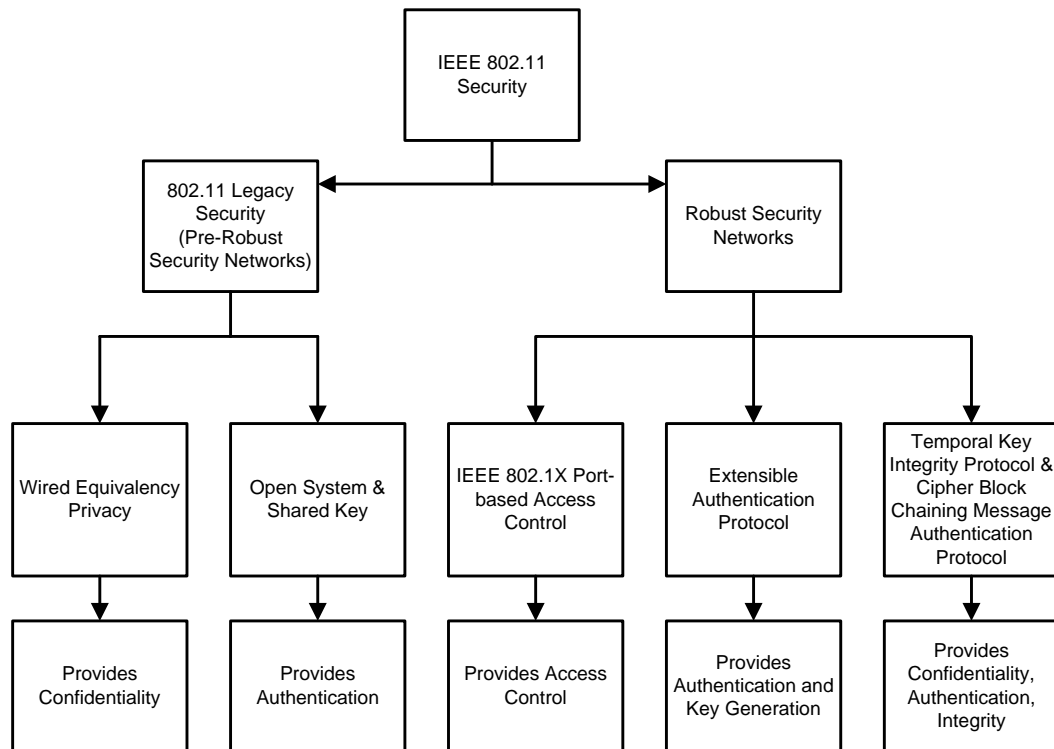 IEEE 802.11
Security
802.11 Legacy
Security
(Pre-Robust
Security Networks)
Robust Security
Networks
Wired Equivalency
Privacy
Open System &
Shared Key
IEEE 802.1X Port-
based Access
Control
Extensible
Authentication
Protocol
Temporal Key
Integrity Protocol &
Cipher Block
Chaining Message
Authentication
Protocol
Provides
Confidentiality
Provides
Authentication
Provides Access
Control
Provides
Authentication and
Key Generation
Provides
Confidentiality,
Authentication,
Integrity